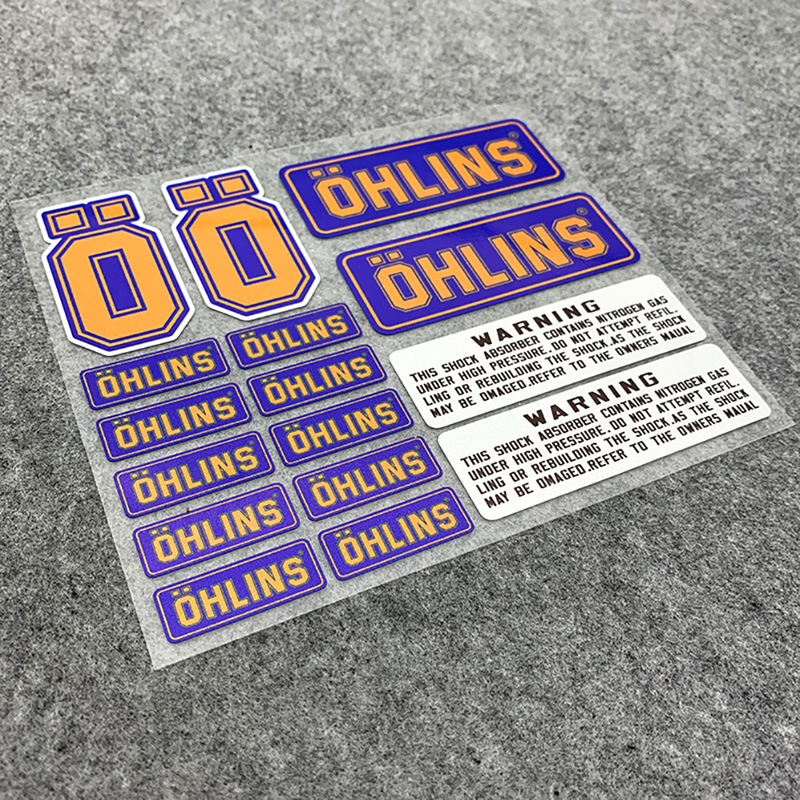 Ö
Ö
ÖHLINS®
ÖHLINS®
ÖHLINS
ÖHLINS
ÖHLINS
ÖHLINS
ÖHLINS
ÖHLINS
ÖHLINS
ÖHLINS
ÖHLINS
ÖHLINS
WARNING
THIS SHOCK ABSORBER CONTAINS NITROGEN GAS
UNDER HIGH PRESSURE.DO NOT ATTEMPT REFIL.
LING OR REBUILDING THE SHOCK.AS THE SHOCK
MAY BE OMAGED.REFER TO THE OWNERS MAUAL
WARNING
THIS SHOCK ABSORBER CONTAINS NITROGEN GAS
UNDER HIGH PRESSURE.DO NOT ATTEMPT REFIL.
LING OR REBUILDING THE SHOCK.AS THE SHOCK
MAY BE OMAGED.REFER TO THE OWNERS MAUAL